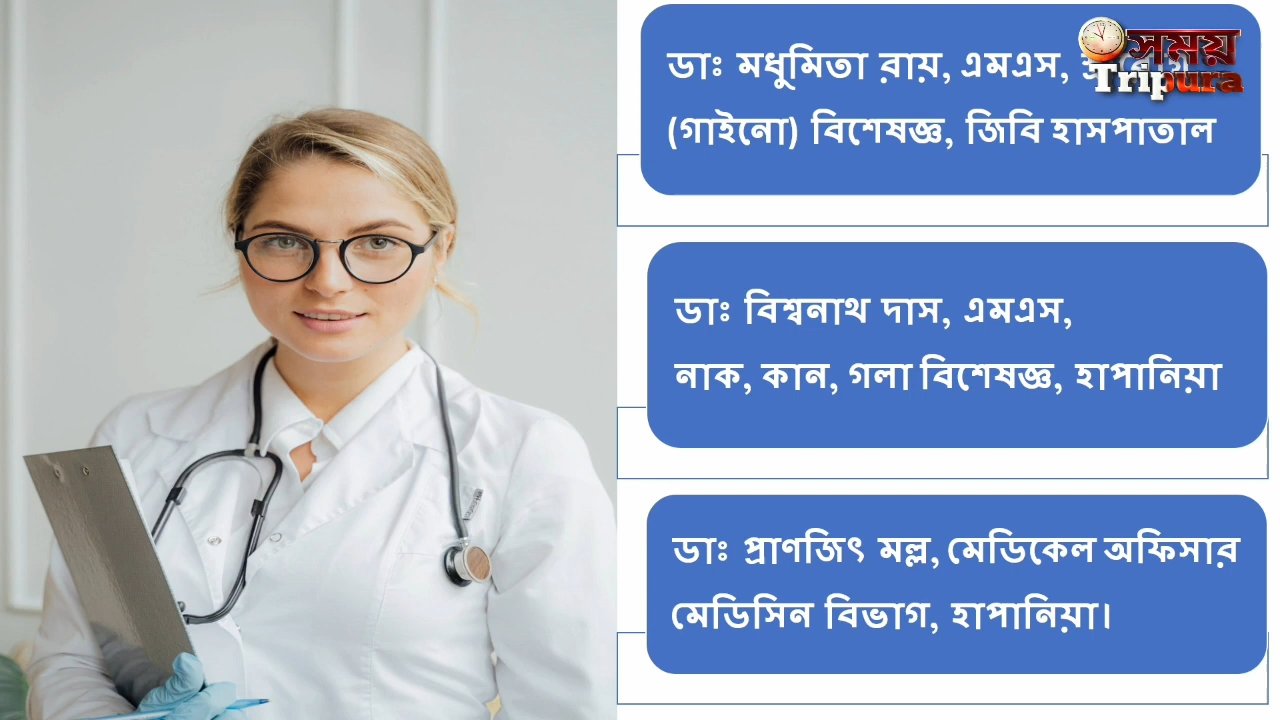 ডাঃ মধুমিতা রায়, এমএস,
(গাইনো) বিশেষজ্ঞ, জিবি হাসপাতাল
সময়
Tripura
ডাঃ বিশ্বনাথ দাস, এমএস,
নাক, কান, গলা বিশেষজ্ঞ, হাপানিয়া
ডাঃ প্রাণজিৎ মল্ল, মেডিকেল অফিসার
মেডিসিন বিভাগ, হাপানিয়া।